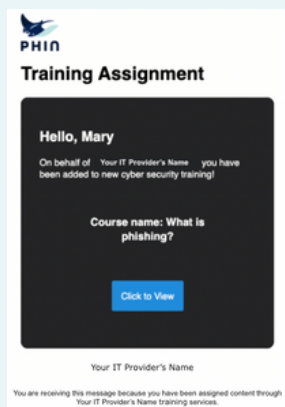 PHIN
Training Assignment
Hello, Mary
On behalf of Your IT Provider's Name you have
been added to new cyber security training!
Course name: What is
phishing?
Click to View
Your IT Provider's Name
You are receiving this message because you have been assigned content through
Your IT Provider's Name training services.